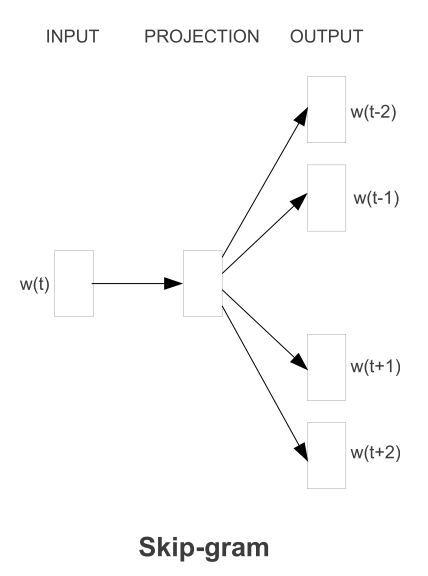 INPUT PROJECTION OUTPUT
w(t-2)
w(t-1)
w(t)
w(t+1)
w(t+2)
Skip-gram